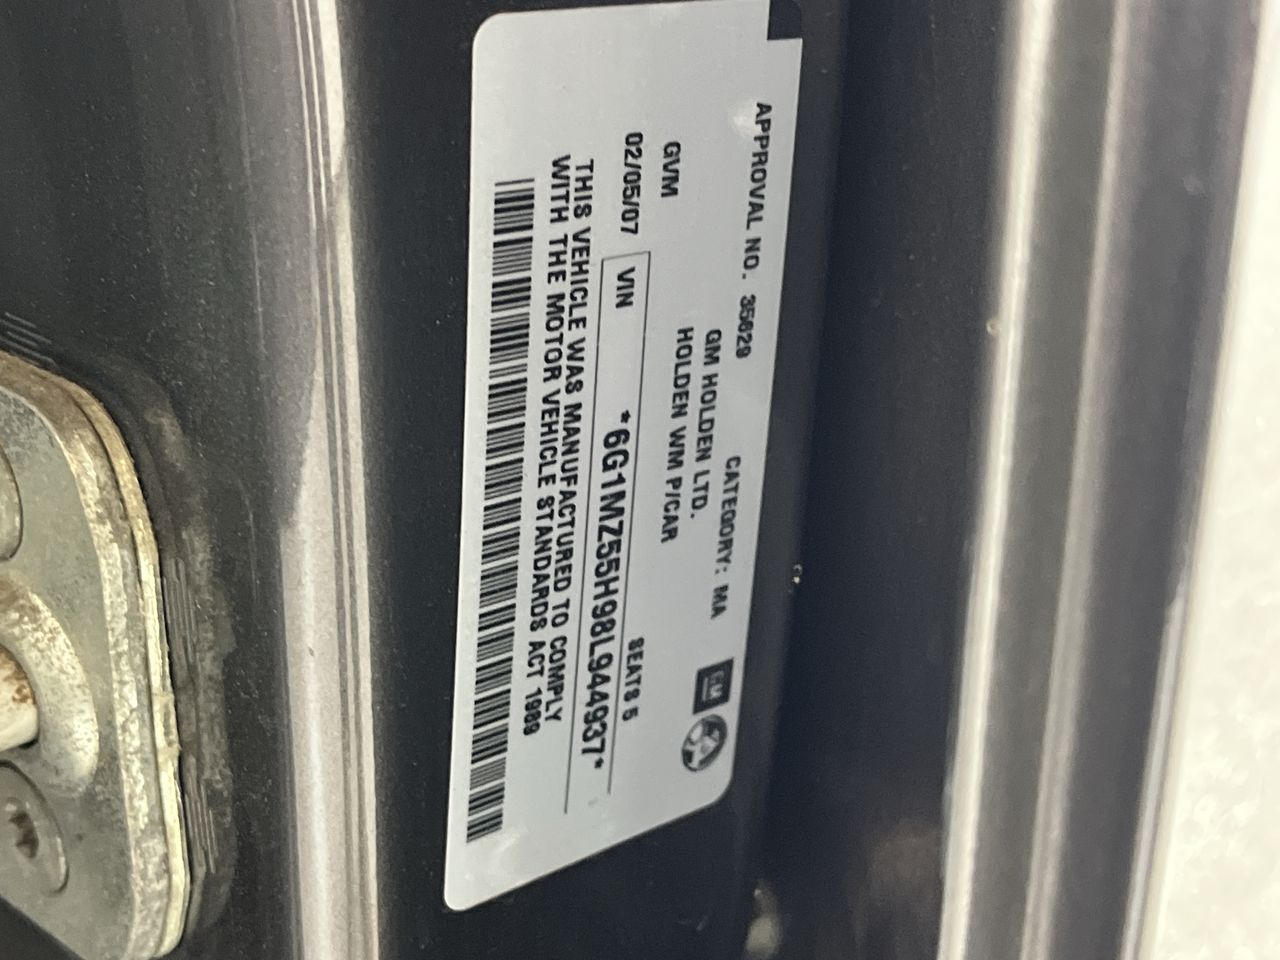 APPROVAL NO. 35629 CATEGORY: MA
GM HOLDEN LTD.
GVM HOLDEN WM P/CAR
02/05/07 SEATS 5
VIN *6G1MZ55H98L944937*
THIS VEHICLE WAS MANUFACTURED TO COMPLY
WITH THE MOTOR VEHICLE STANDARDS ACT 1989
GM